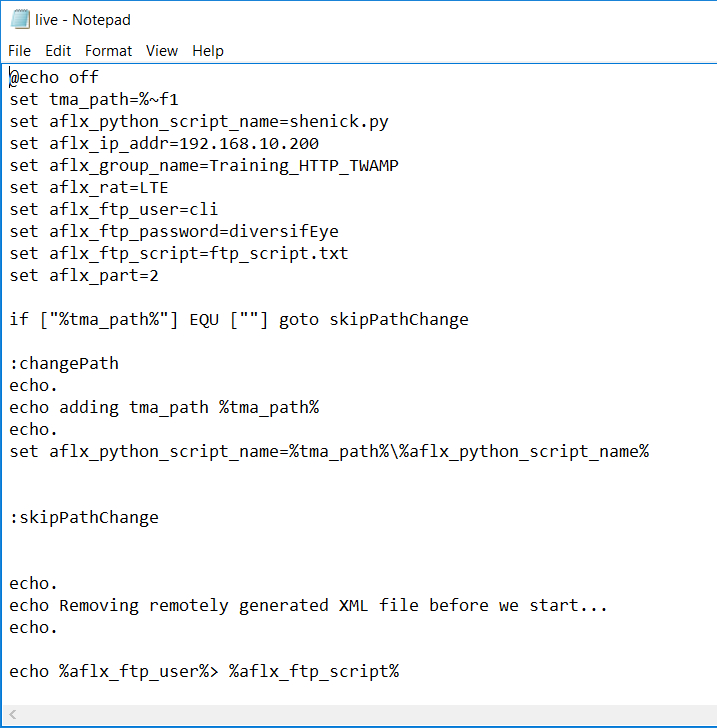 live - Notepad
File Edit Format View Help
@echo off
set tma_path=%~f1
set aflx_python_script_name=shenick.py
set aflx_ip_addr=192.168.10.200
set aflx_group_name=Training_HTTP_TWAMP
set aflx_rat=LTE
set aflx_ftp_user=cli
set aflx_ftp_password=diversifEye
set aflx_ftp_script=ftp_script.txt
set aflx_part=2
if ["%tma_path%"] EQU [""] goto skipPathChange
:changePath
echo.
echo adding tma_path %tma_path%
echo.
set aflx_python_script_name=%tma_path%\%aflx_python_script_name%
:skipPathChange
echo.
echo Removing remotely generated XML file before we start...
echo.
echo %aflx_ftp_user%> %aflx_ftp_script%